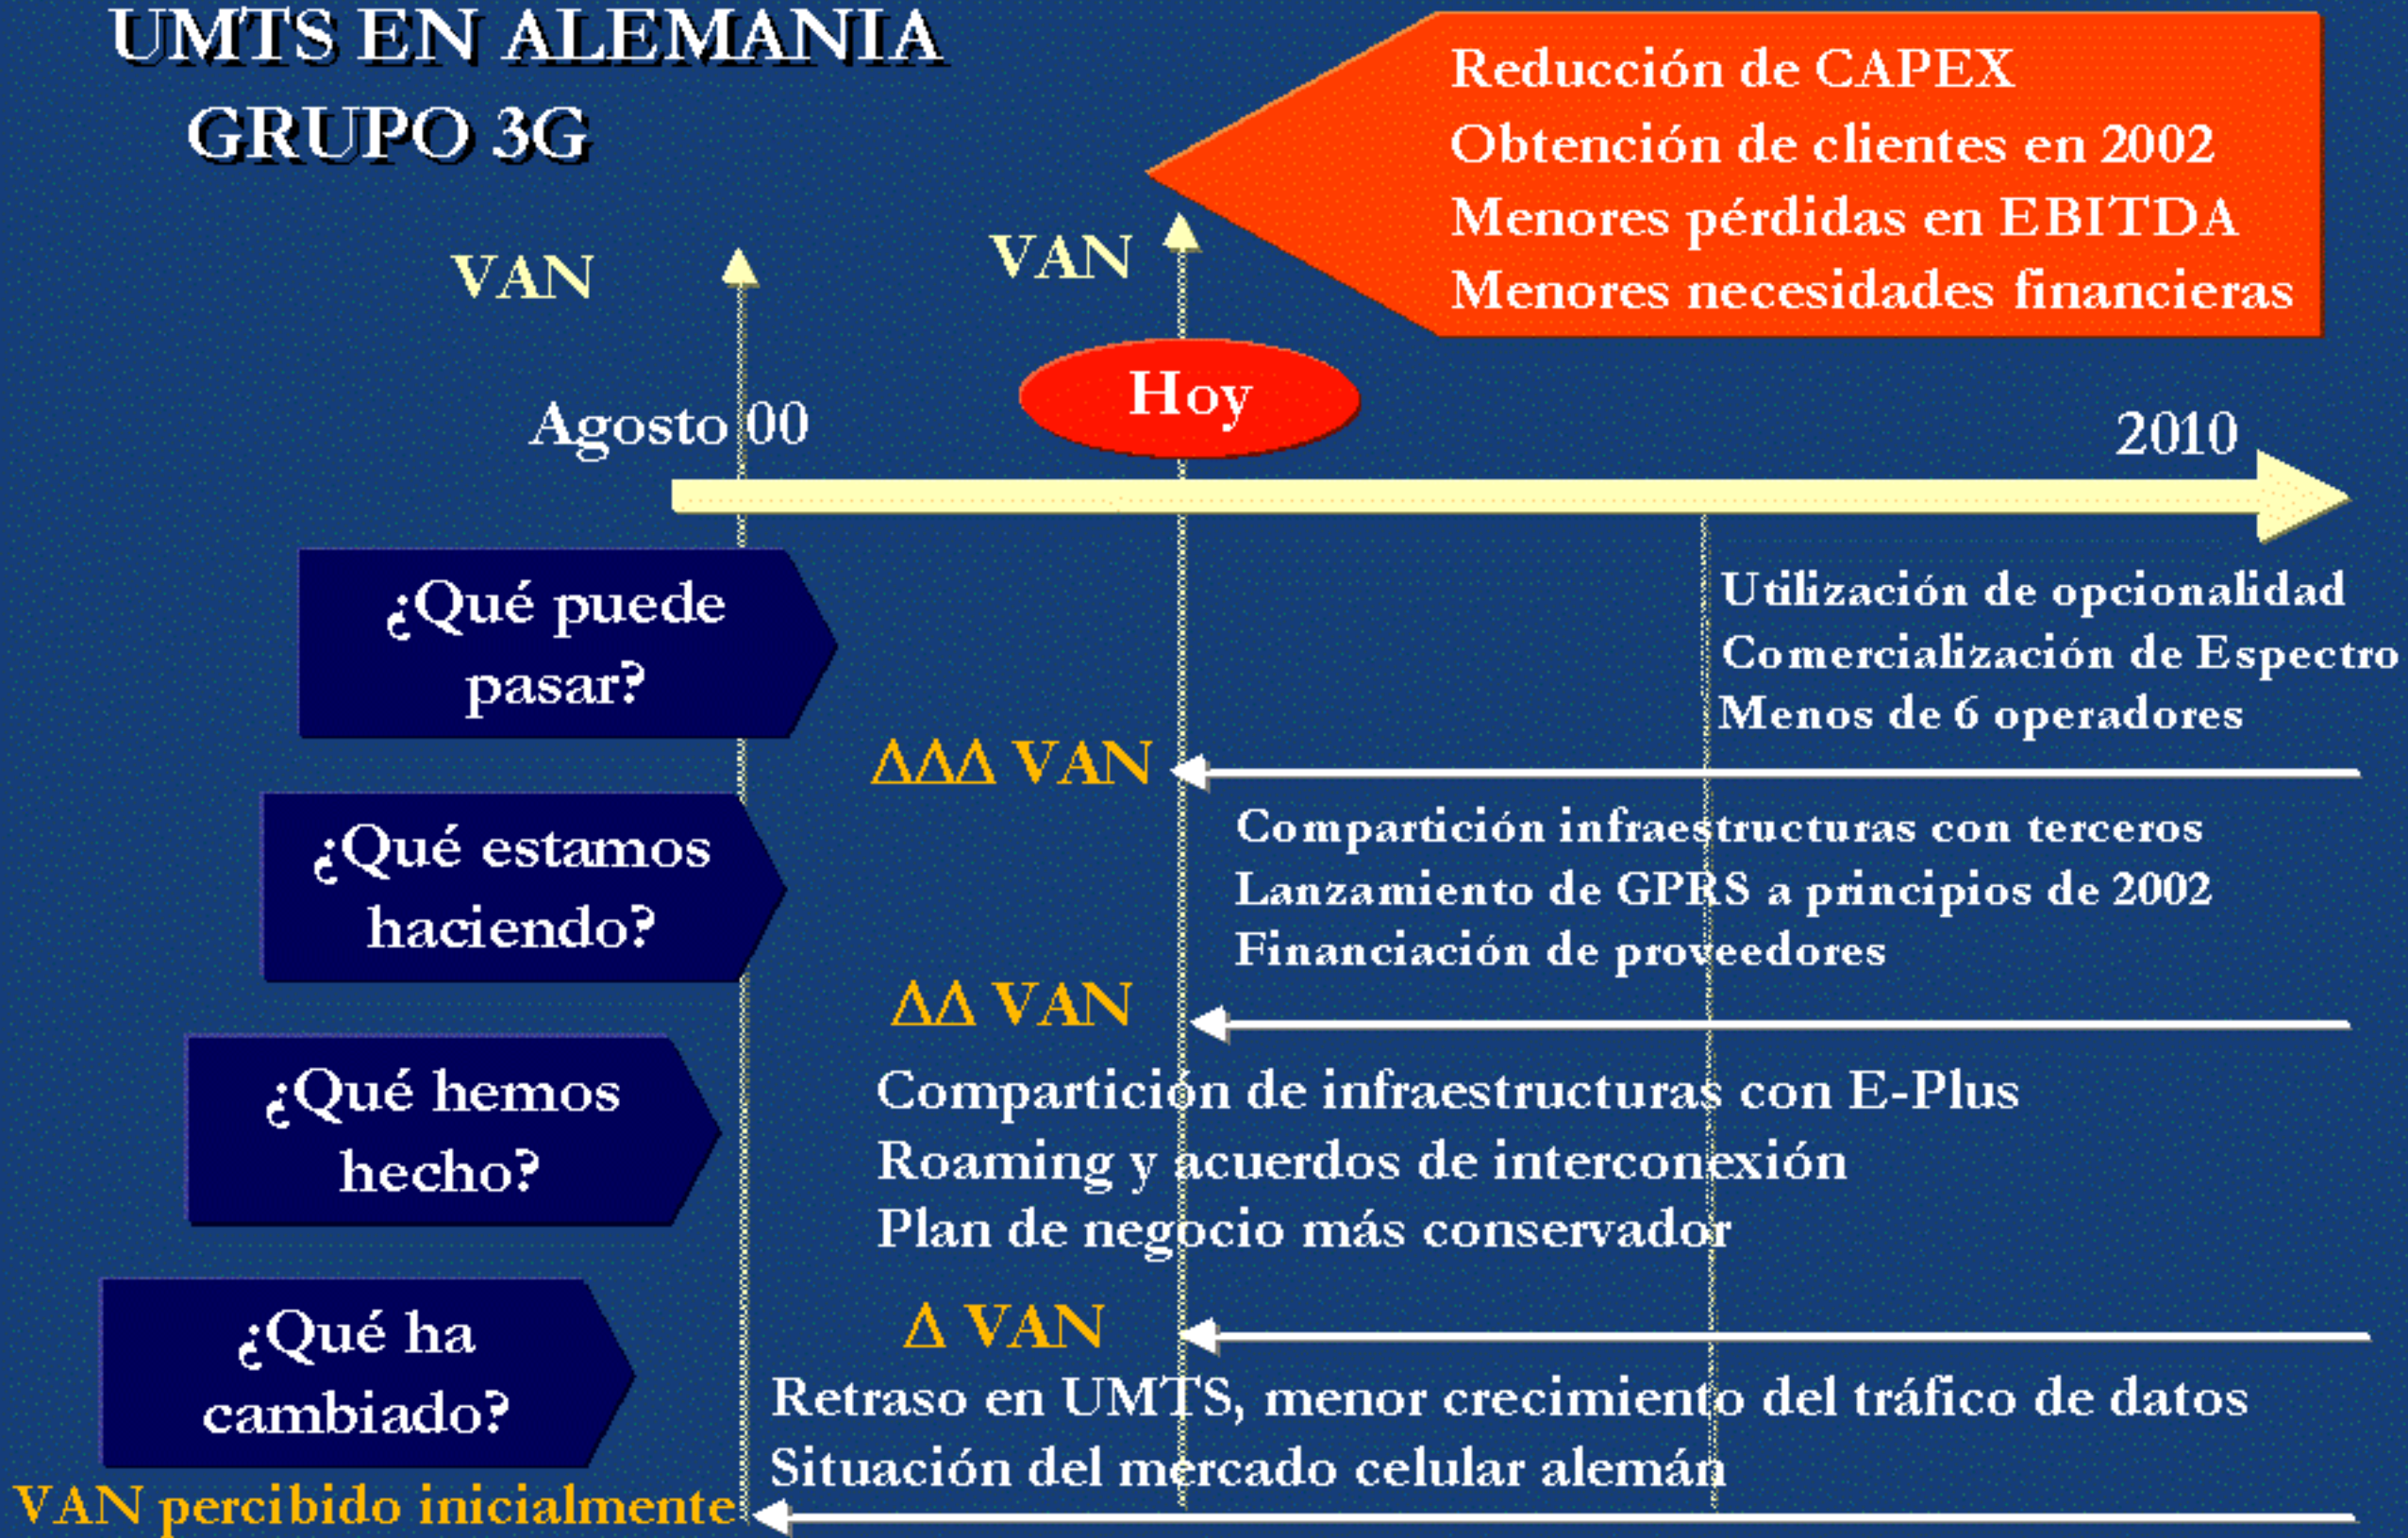 UMTS EN ALEMANIA
GRUPO 3G
Reducción de CAPEX
Obtención de clientes en 2002
Menores pérdidas en EBITDA
Menores necesidades financieras
VAN
VAN
Agosto 00
Hoy
2010
¿Qué puede
pasar?
Utilización de opcionalidad
Comercialización de Espectro
Menos de 6 operadores
ΔΔΔ VAN
¿Qué estamos
haciendo?
Compartición infraestructuras con terceros
Lanzamiento de GPRS a principios de 2002
Financiación de proveedores
ΔΔ VAN
¿Qué hemos
hecho?
Compartición de infraestructuras con E-Plus
Roaming y acuerdos de interconexión
Plan de negocio más conservador
Δ VAN
¿Qué ha
cambiado?
Retraso en UMTS, menor crecimiento del tráfico de datos
Situación del mercado celular alemán
VAN percibido inicialmente